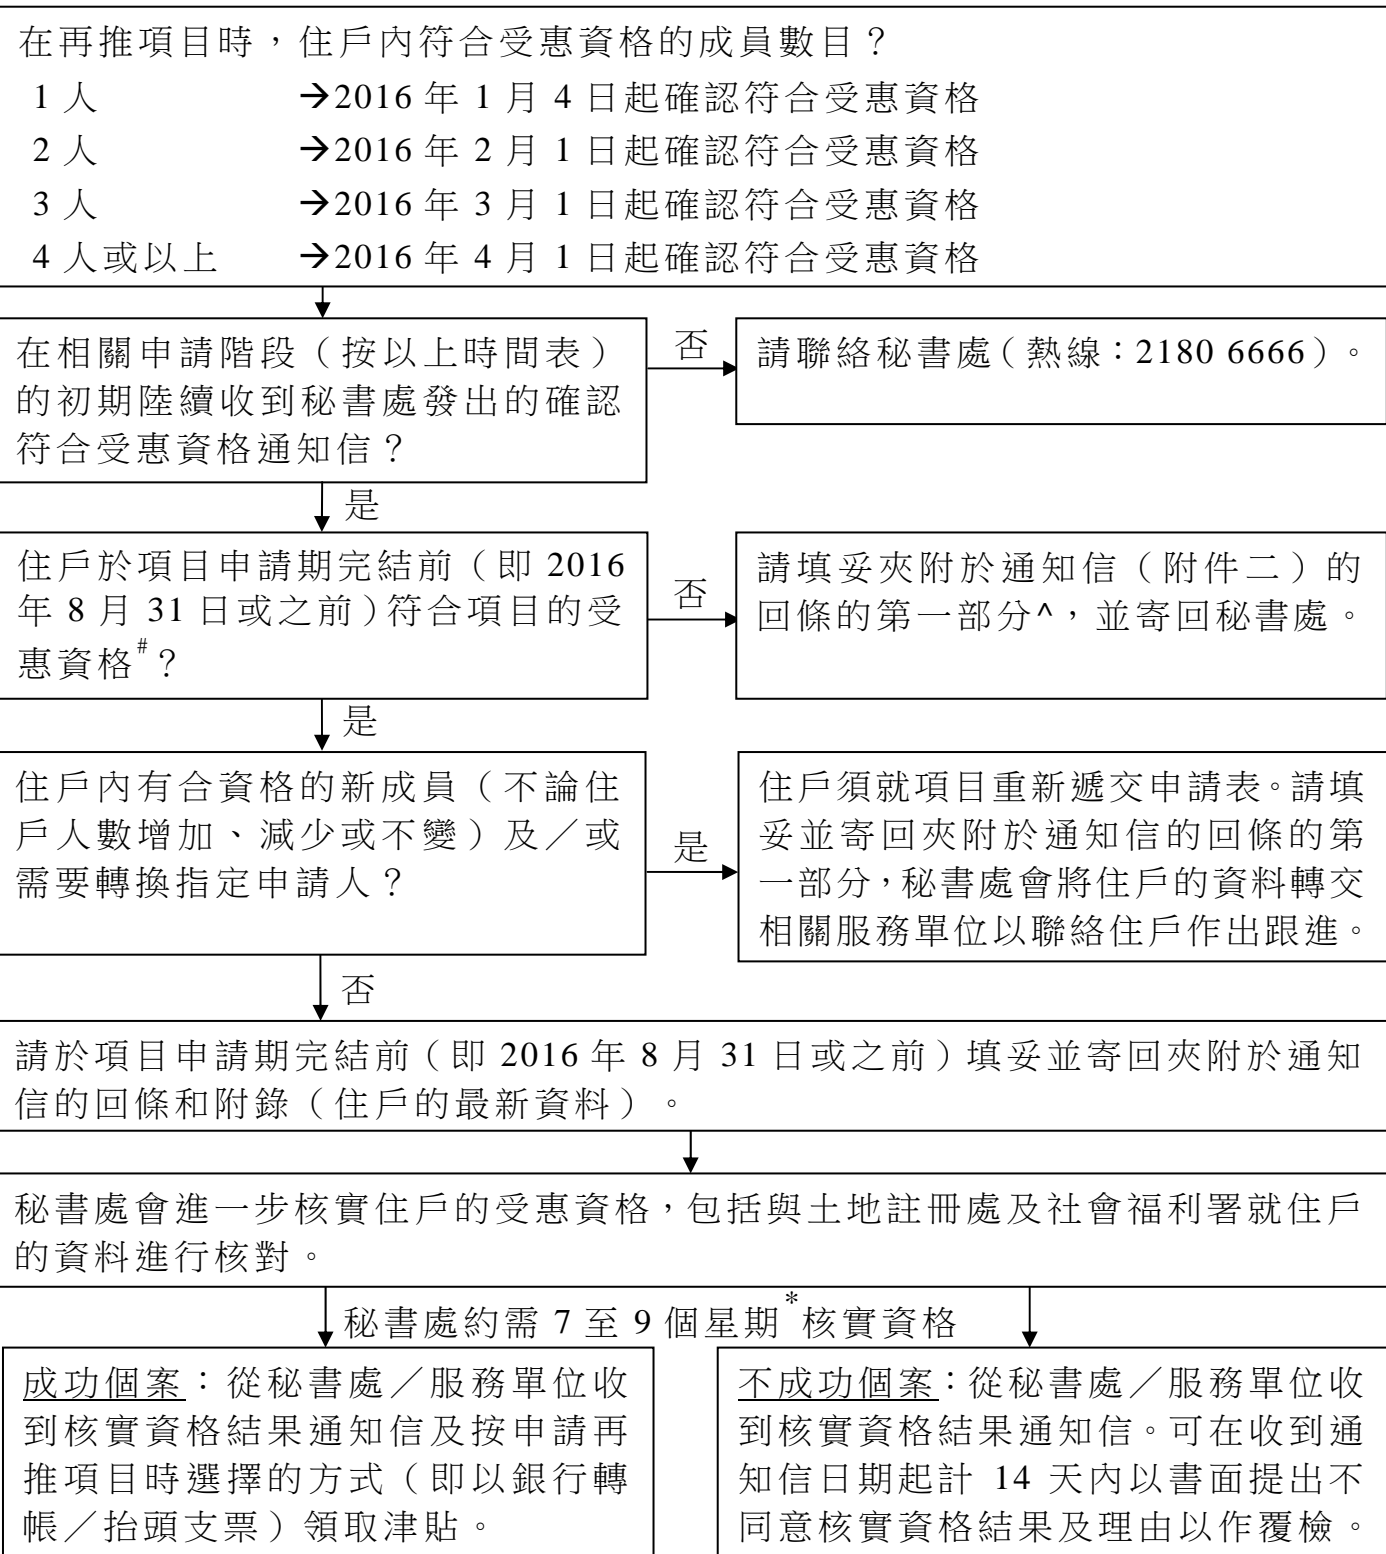 在再推項目時，住戶內符合受惠資格的成員數目？
1 人 →2016 年 1 月 4 日起確認符合受惠資格
2 人 →2016 年 2 月 1 日起確認符合受惠資格
3 人 →2016 年 3 月 1 日起確認符合受惠資格
4 人或以上 →2016 年 4 月 1 日起確認符合受惠資格
在相關申請階段（按以上時間表）
的初期陸續收到秘書處發出的確認
符合受惠資格通知信？
否
請聯絡秘書處（熱線：2180 6666）。
是
住戶於項目申請期完結前（即 2016
年 8 月 31 日或之前）符合項目的受
惠資格#？
否
請填妥夾附於通知信（附件二）的
回條的第一部分^，並寄回秘書處。
是
住戶內有合資格的新成員（不論住
戶人數增加、減少或不變）及／或
需要轉換指定申請人？
是
住戶須就項目重新遞交申請表。請填
妥並寄回夾附於通知信的回條的第
一部分，秘書處會將住戶的資料轉交
相關服務單位以聯絡住戶作出跟進。
否
請於項目申請期完結前（即 2016 年 8 月 31 日或之前）填妥並寄回夾附於通知
信的回條和附錄（住戶的最新資料）。
秘書處會進一步核實住戶的受惠資格，包括與土地註冊處及社會福利署就住戶
的資料進行核對。
秘書處約需 7 至 9 個星期*核實資格
成功個案：從秘書處／服務單位收
到核實資格結果通知信及按申請再
推項目時選擇的方式（即以銀行轉
帳／抬頭支票）領取津貼。
不成功個案：從秘書處／服務單位收
到核實資格結果通知信。可在收到通
知信日期起計 14 天內以書面提出不
同意核實資格結果及理由以作覆檢。